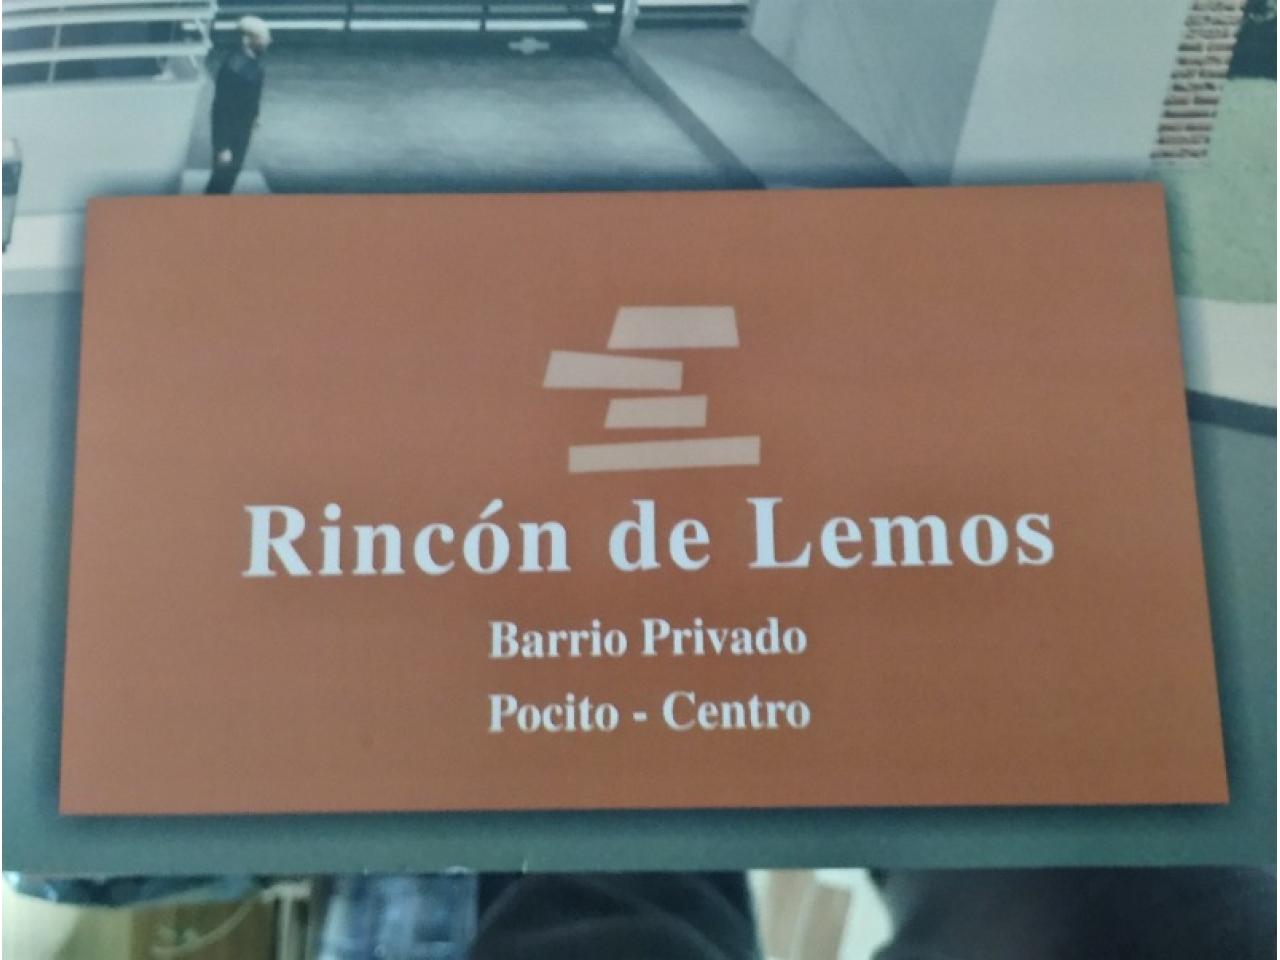 Rincón de Lemos
Barrio Privado
Pocito - Centro